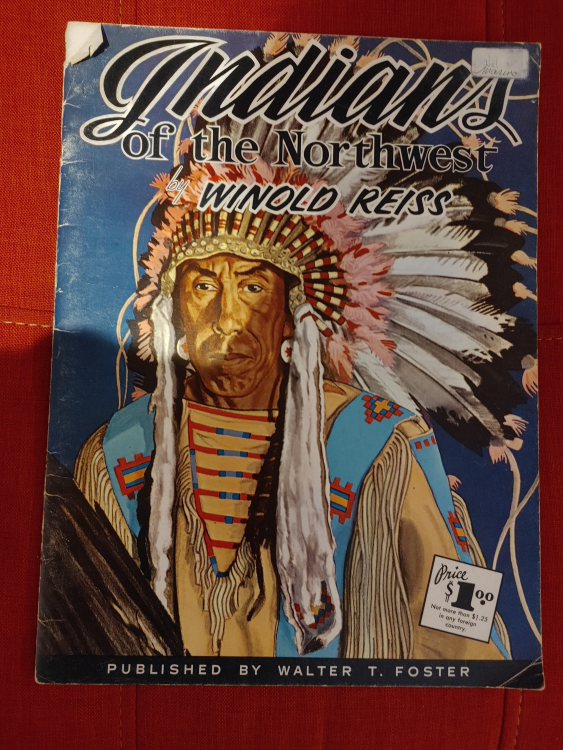 Indians
of the Northwest
by WINOLD REISS
Price
$1.00
Not more than $1.25
in any foreign
country.
PUBLISHED BY WALTER T. FOSTER